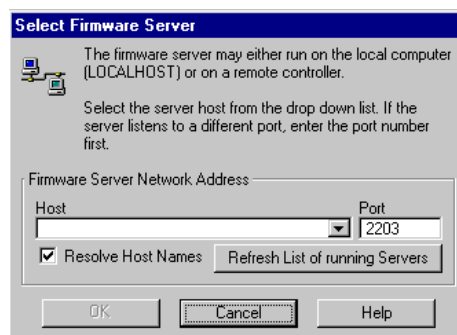 Select Firmware Server
The firmware server may either run on the local computer
(LOCALHOST) or on a remote controller.
Select the server host from the drop down list. If the
server listens to a different port, enter the port number
first.
Firmware Server Network Address
Host Port
2203
Resolve Host Names Refresh List of running Servers
OK Cancel Help